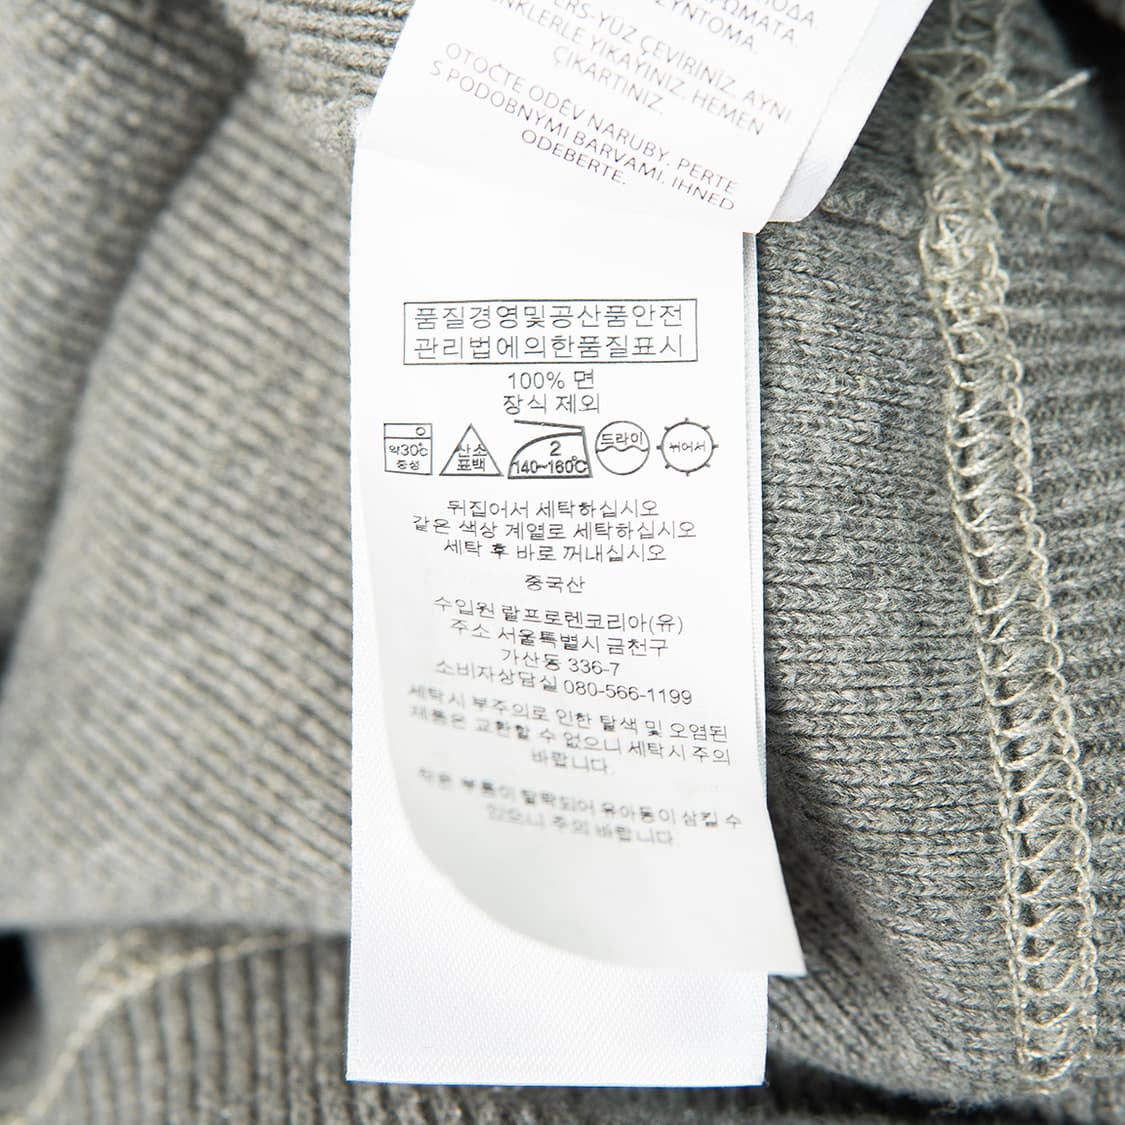 ΡΩΜΑΤΑ.
ΣΥΝΤΟΜΑ.
ERS-YÜZ ÇEVİRİNİZ. AYNI
RENKLERLE YIKAYINIZ. HEMEN
ÇIKARTINIZ.
OTOČTE ODĚV NARUBY. PERTE
S PODOBNYMI BARVAMI. IHNED
ODEBERTE.
품질경영및공산품안전
관리법에의한품질표시
100% 면
장식 제외
약30℃
중성
산소
표백
2
140~160℃
드라이
뉘어서
뒤집어서 세탁하십시오
같은 색상 계열로 세탁하십시오
세탁 후 바로 꺼내십시오
중국산
수입원 랄프로렌코리아(유)
주소 서울특별시 금천구
가산동 336-7
소비자상담실 080-566-1199
세탁시 부주의로 인한 탈색 및 오염된
제품은 교환할 수 없으니 세탁시 주의
바랍니다.
작은 부품이 탈락되어 유아동이 삼킬 수
있으니 주의 바랍니다.